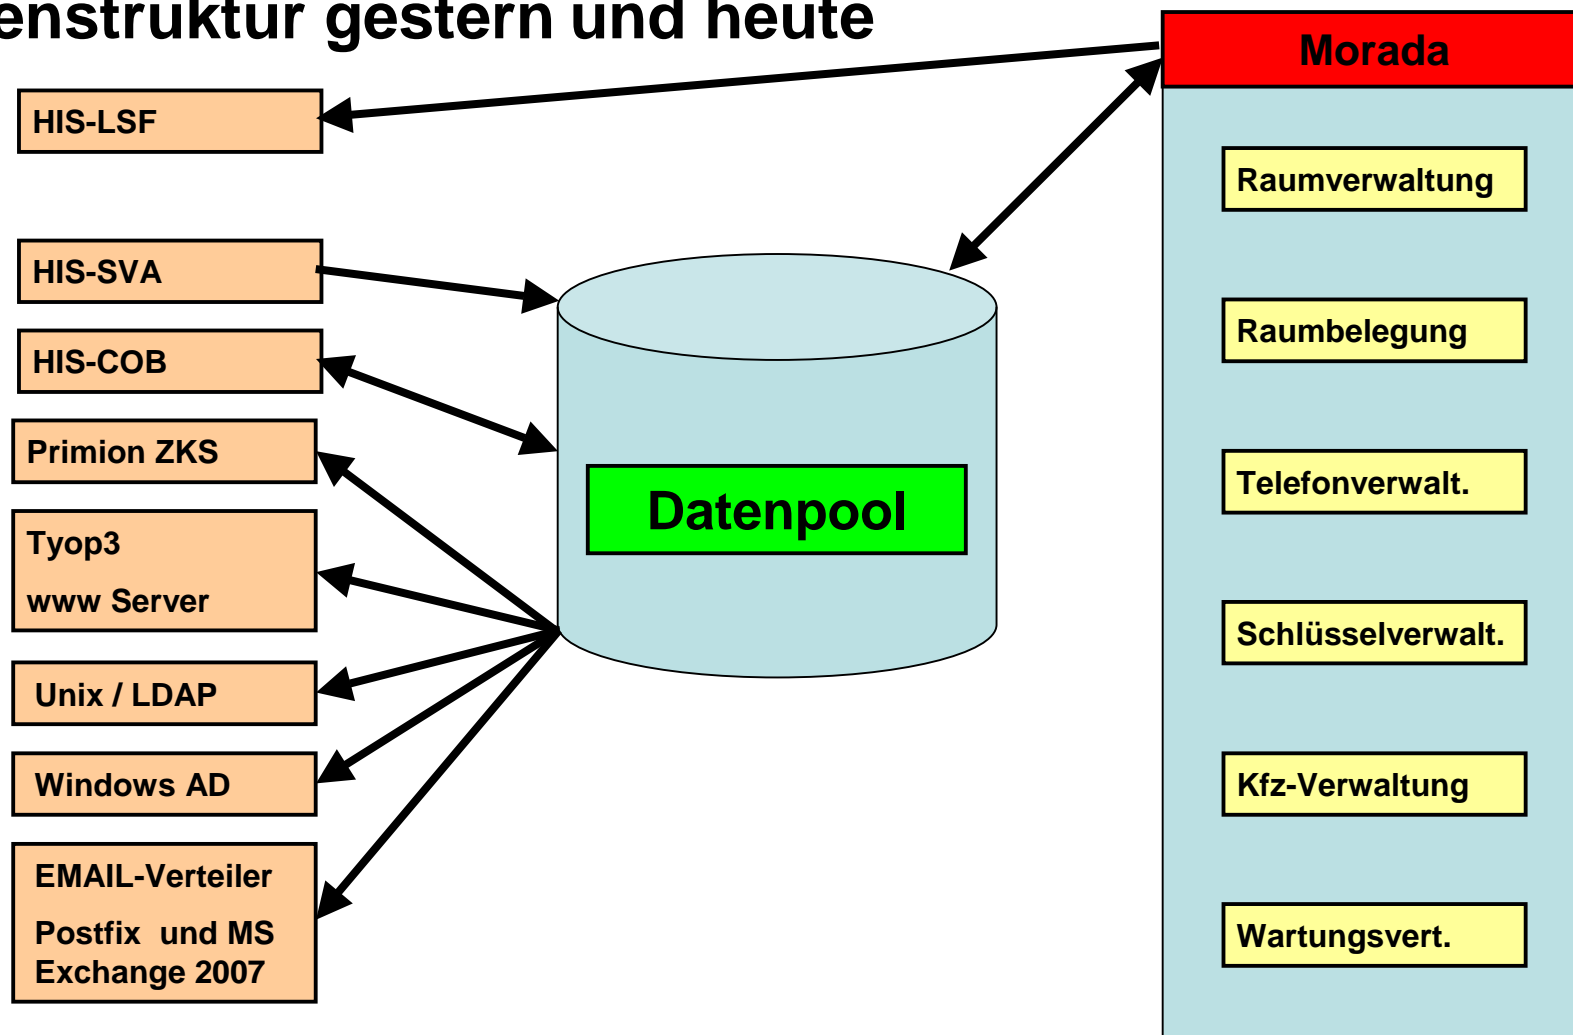 enstruktur gestern und heute
Morada
HIS-LSF
HIS-SVA
HIS-COB
Primion ZKS
Tyop3
www Server
Unix / LDAP
Windows AD
EMAIL-Verteiler
Postfix und MS
Exchange 2007
Datenpool
Raumverwaltung
Raumbelegung
Telefonverwalt.
Schlüsselverwalt.
Kfz-Verwaltung
Wartungsvert.